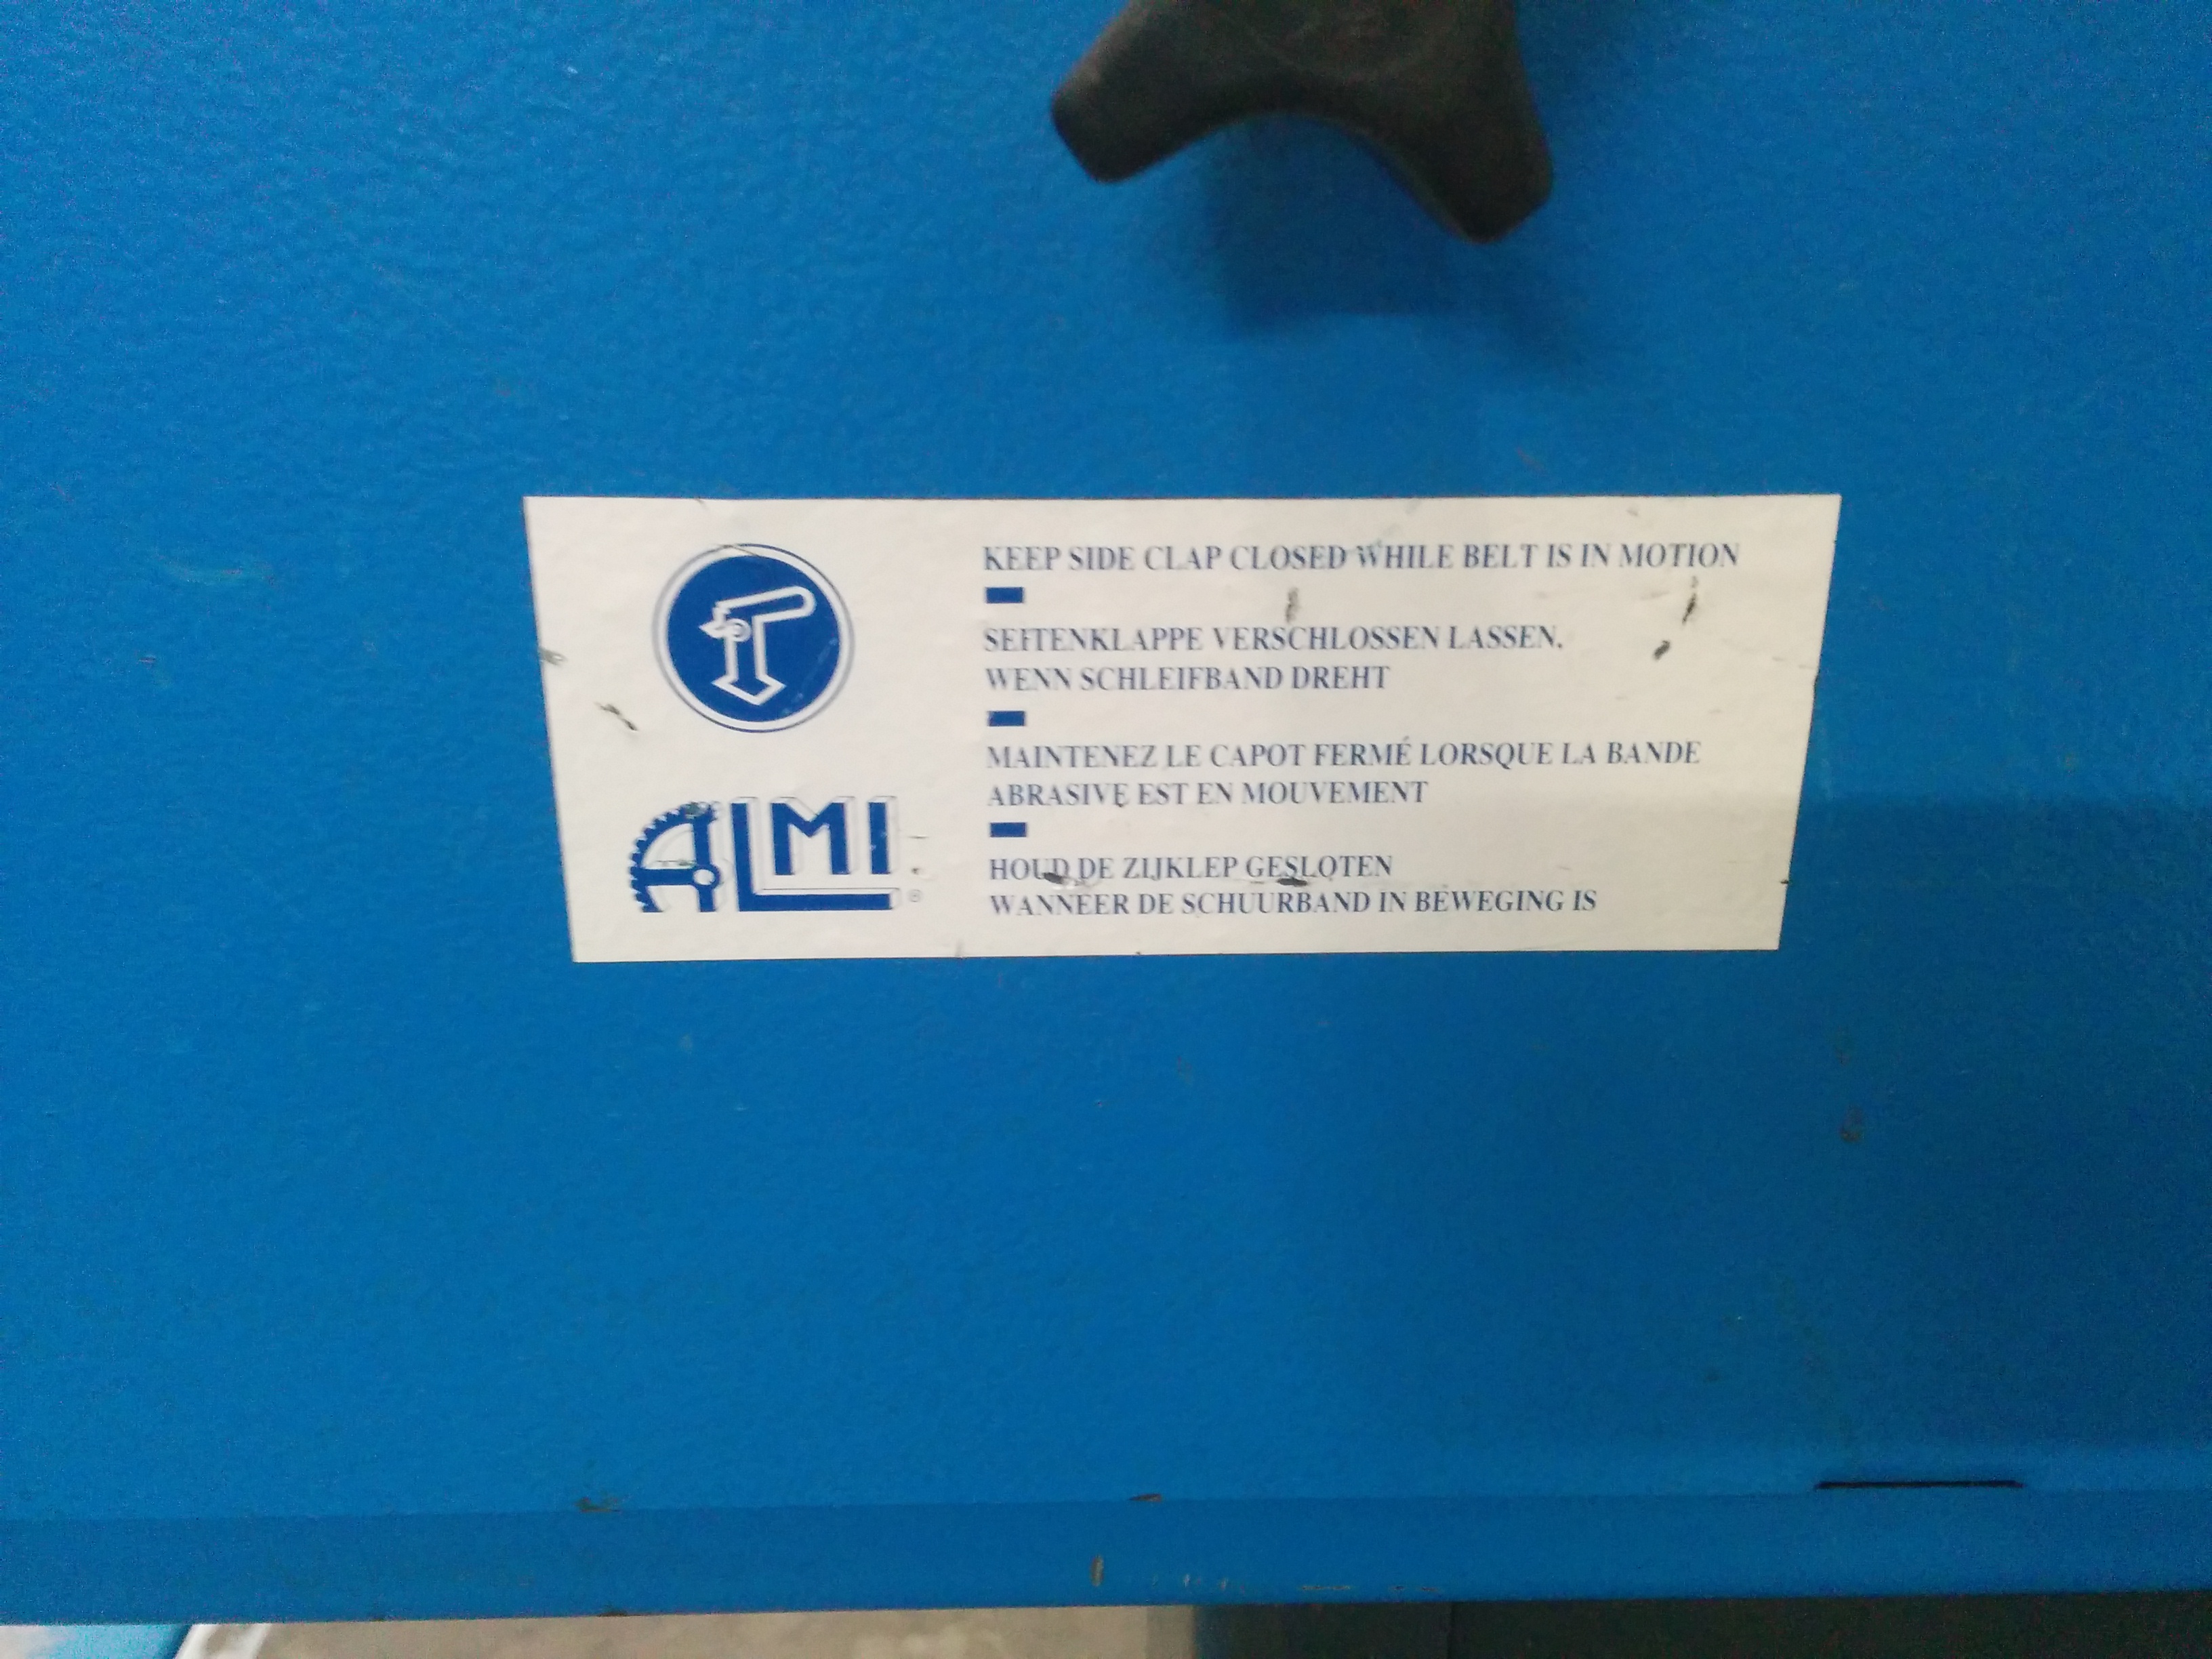 KEEP SIDE CLAP CLOSED WHILE BELT IS IN MOTION
SEITENKLAPPE VERSCHLOSSEN LASSEN.
WENN SCHLEIFBAND DREHT
MAINTENEZ LE CAPOT FERMÉ LORSQUE LA BANDE
ABRASIVE EST EN MOUVEMENT
ALMI ®
HOUD DE ZIJKLEP GESLOTEN
WANNEER DE SCHUURBAND IN BEWEGING IS